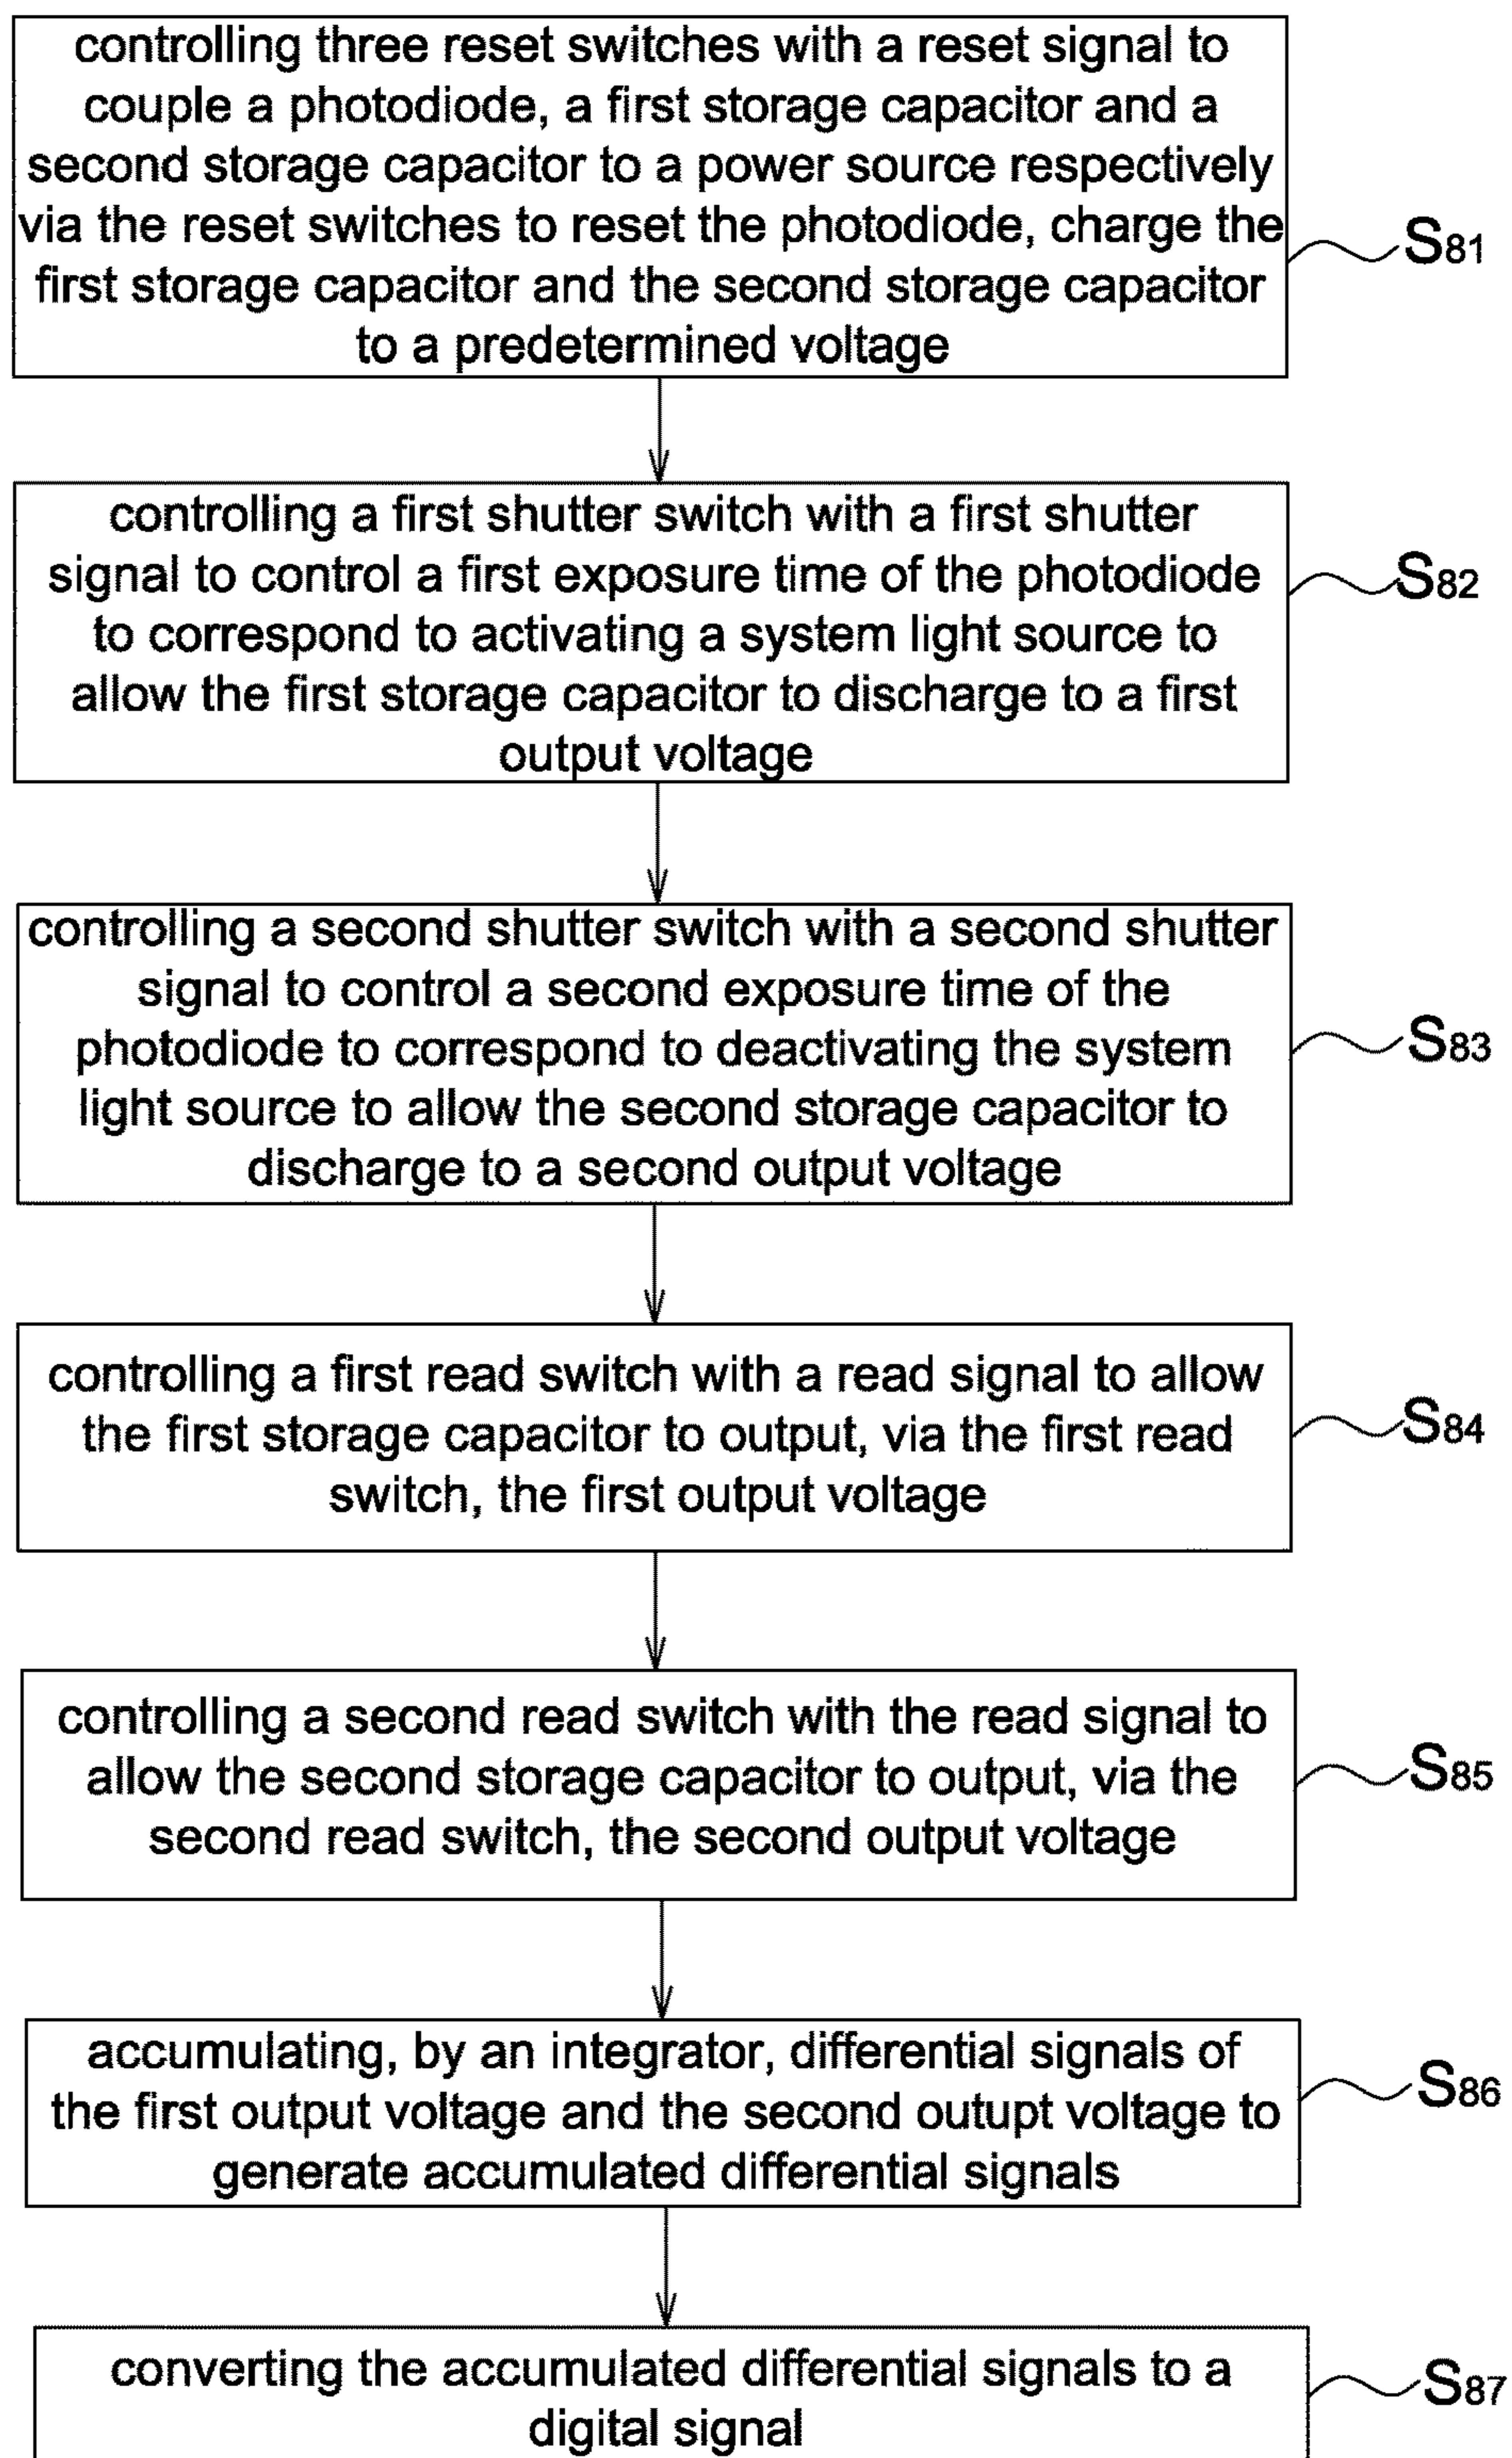 controlling three reset switches with a reset signal to
couple a photodiode, a first storage capacitor and a
second storage capacitor to a power source respectively
via the reset switches to reset the photodiode, charge the
first storage capacitor and the second storage capacitor
to a predetermined voltage
S81
controlling a first shutter switch with a first shutter
signal to control a first exposure time of the photodiode
to correspond to activating a system light source to
allow the first storage capacitor to discharge to a first
output voltage
S82
controlling a second shutter switch with a second shutter
signal to control a second exposure time of the
photodiode to correspond to deactivating the system
light source to allow the second storage capacitor to
discharge to a second output voltage
S83
controlling a first read switch with a read signal to allow
the first storage capacitor to output, via the first read
switch, the first output voltage
S84
controlling a second read switch with the read signal to
allow the second storage capacitor to output, via the
second read switch, the second output voltage
S85
accumulating, by an integrator, differential signals of
the first output voltage and the second outupt voltage to
generate accumulated differential signals
S86
converting the accumulated differential signals to a
digital signal
S87